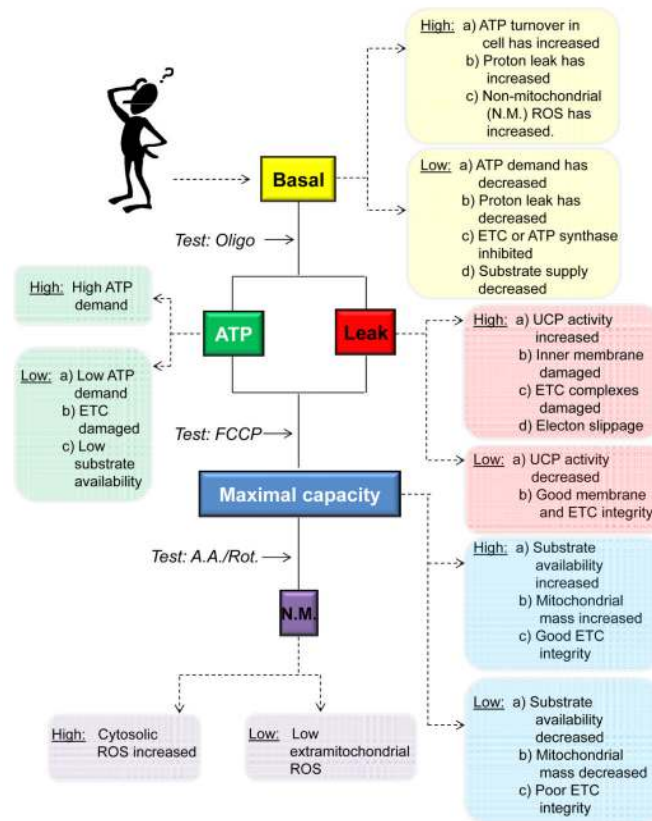 ?
High: a) ATP turnover in
cell has increased
b) Proton leak has
increased
c) Non-mitochondrial
(N.M.) ROS has
increased.
Basal
Low: a) ATP demand has
decreased
b) Proton leak has
decreased
c) ETC or ATP synthase
inhibited
d) Substrate supply
decreased
Test: Oligo
High: High ATP
demand
ATP
Leak
Low: a) Low ATP
demand
b) ETC
damaged
c) Low
substrate
availability
High: a) UCP activity
increased
b) Inner membrane
damaged
c) ETC complexes
damaged
d) Electon slippage
Test: FCCP
Low: a) UCP activity
decreased
b) Good membrane
and ETC integrity
Maximal capacity
Test: A.A./Rot.
High: a) Substrate
availability
increased
b) Mitochondrial
mass increased
c) Good ETC
integrity
N.M.
Low: a) Substrate
availability
decreased
b) Mitochondrial
mass decreased
c) Poor ETC
integrity
High: Cytosolic
ROS increased
Low: Low
extramitochondrial
ROS